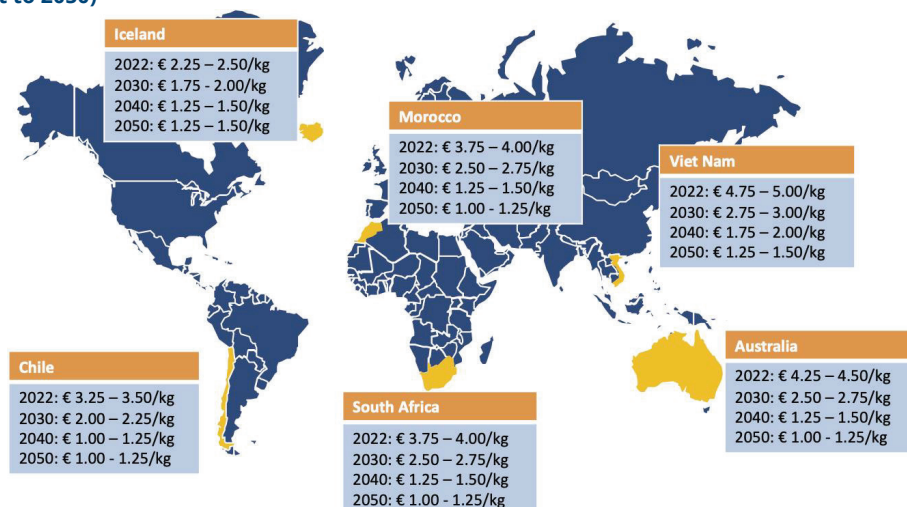 t to 2050)
Iceland
2022: € 2.25 – 2.50/kg
2030: € 1.75 - 2.00/kg
2040: € 1.25 – 1.50/kg
2050: € 1.25 – 1.50/kg
Morocco
2022: € 3.75 – 4.00/kg
2030: € 2.50 – 2.75/kg
2040: € 1.25 – 1.50/kg
2050: € 1.00 - 1.25/kg
Viet Nam
2022: € 4.75 – 5.00/kg
2030: € 2.75 – 3.00/kg
2040: € 1.75 – 2.00/kg
2050: € 1.25 – 1.50/kg
Chile
2022: € 3.25 – 3.50/kg
2030: € 2.00 – 2.25/kg
2040: € 1.00 – 1.25/kg
2050: € 1.00 - 1.25/kg
South Africa
2022: € 3.75 – 4.00/kg
2030: € 2.50 – 2.75/kg
2040: € 1.25 – 1.50/kg
2050: € 1.00 - 1.25/kg
Australia
2022: € 4.25 – 4.50/kg
2030: € 2.50 – 2.75/kg
2040: € 1.25 – 1.50/kg
2050: € 1.00 - 1.25/kg